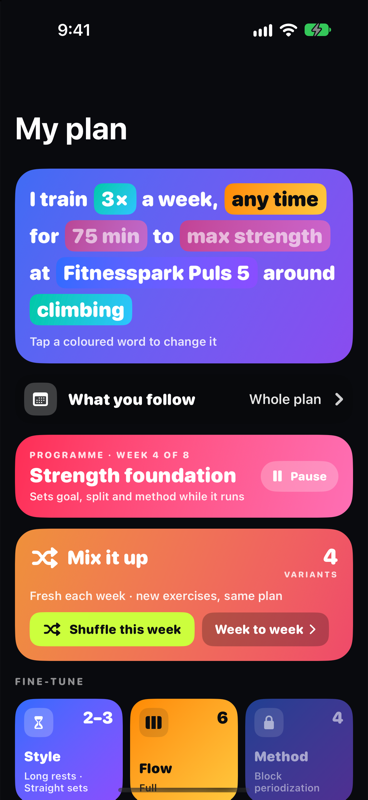 9:41
My plan
I train 3× a week, any time
for 75 min to max strength
at Fitnesspark Puls 5 around
climbing
Tap a coloured word to change it
What you follow Whole plan
PROGRAMME · WEEK 4 OF 8
Strength foundation
Pause
Sets goal, split and method while it runs
Mix it up 4
VARIANTS
Fresh each week · new exercises, same plan
Shuffle this week Week to week
FINE-TUNE
2–3 6 4
Style Flow Method
Long rests ·
Straight sets
Full
Block
periodization